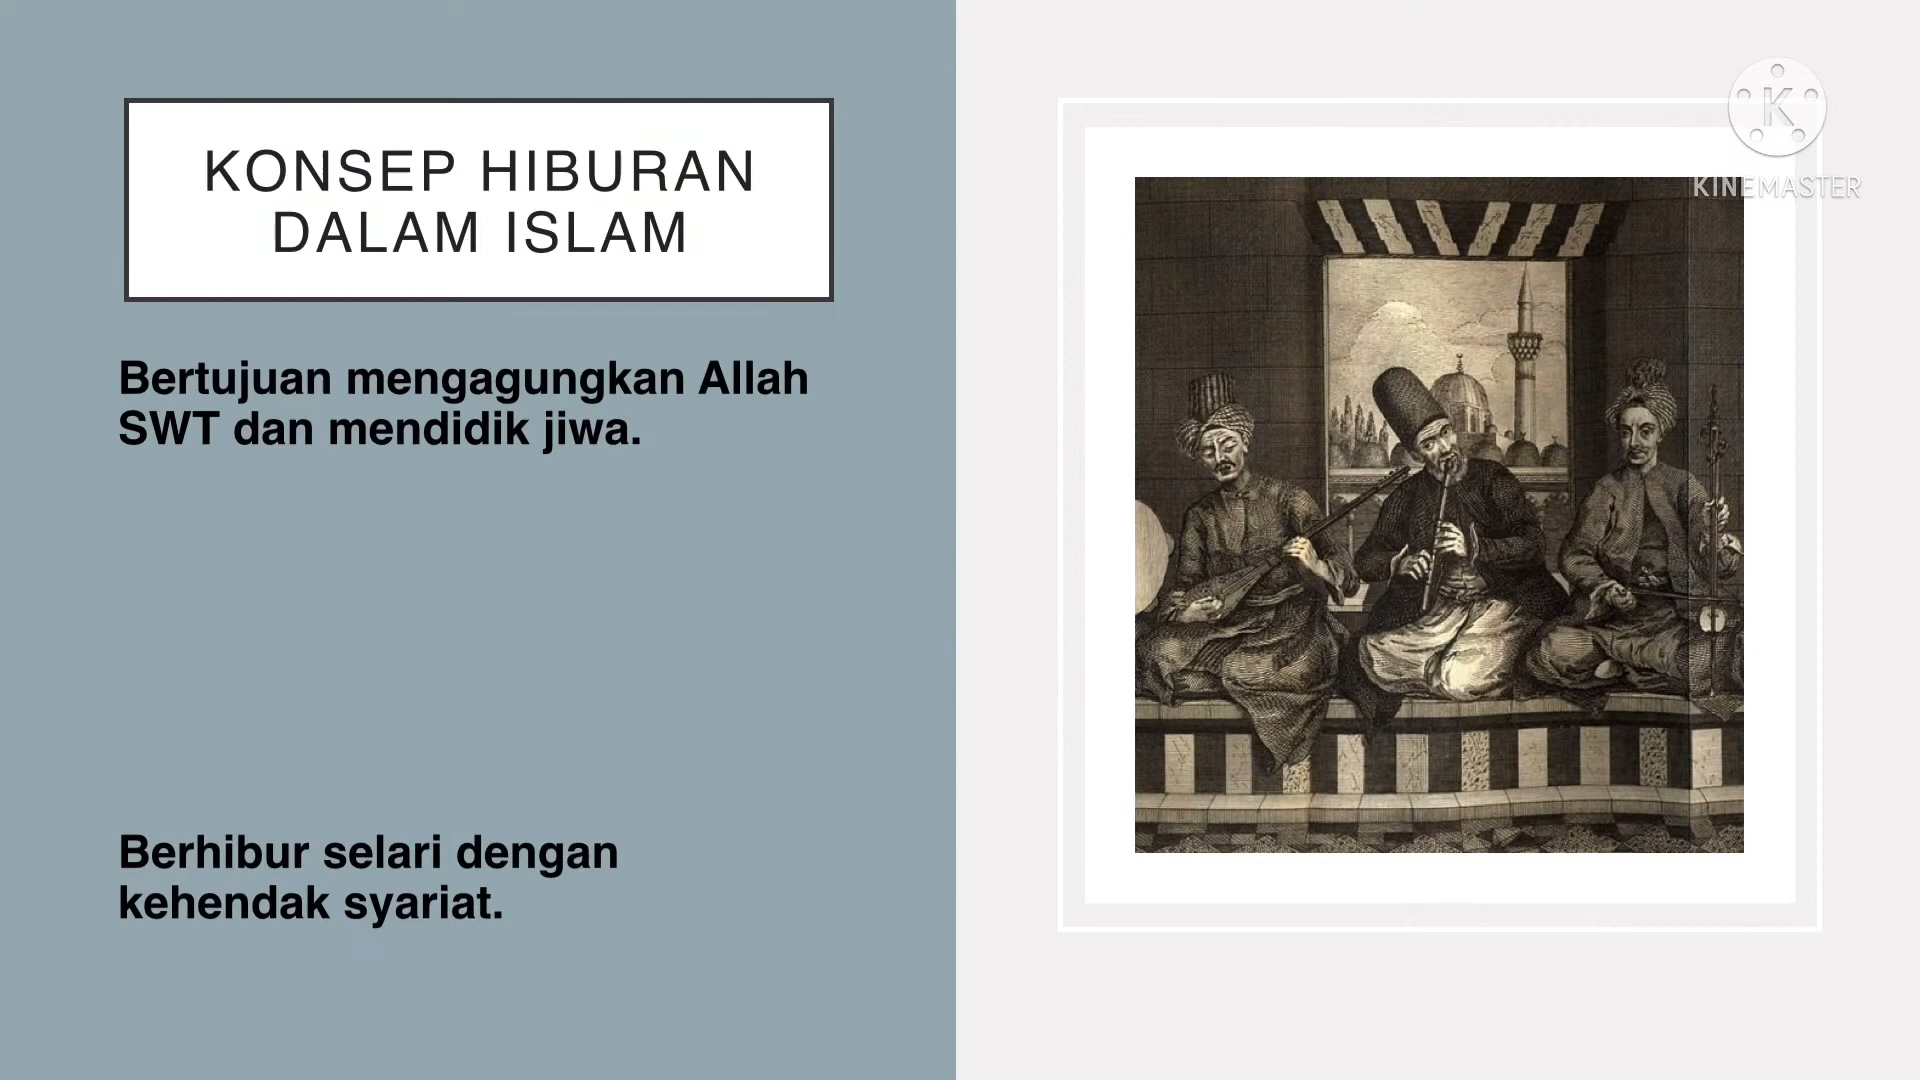 KONSEP HIBURAN
DALAM ISLAM
Bertujuan mengagungkan Allah
SWT dan mendidik jiwa.
Berhibur selari dengan
kehendak syariat.
K
KINEMASTER